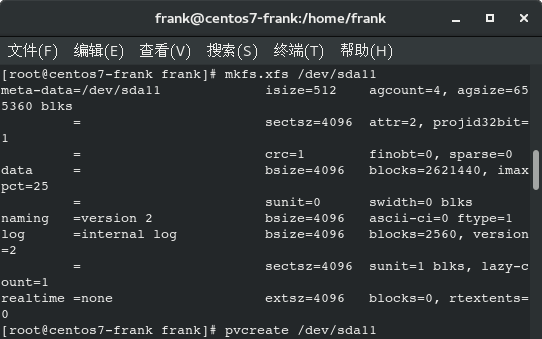 frank@centos7-frank:/home/frank
文件(F) 编辑(E) 查看(V) 搜索(S) 终端(T) 帮助(H)
[root@centos7-frank frank]# mkfs.xfs /dev/sda11
meta-data=/dev/sda11             isize=512    agcount=4, agsize=65
5360 blks
         =                       sectsz=4096  attr=2, projid32bit=
1
         =                       crc=1        finobt=0, sparse=0
data     =                       bsize=4096   blocks=2621440, imax
pct=25
         =                       sunit=0      swidth=0 blks
naming   =version 2              bsize=4096   ascii-ci=0 ftype=1
log      =internal log           bsize=4096   blocks=2560, version
=2
         =                       sectsz=4096  sunit=1 blks, lazy-c
ount=1
realtime =none                   extsz=4096   blocks=0, rtextents=
0
[root@centos7-frank frank]# pvcreate /dev/sda11